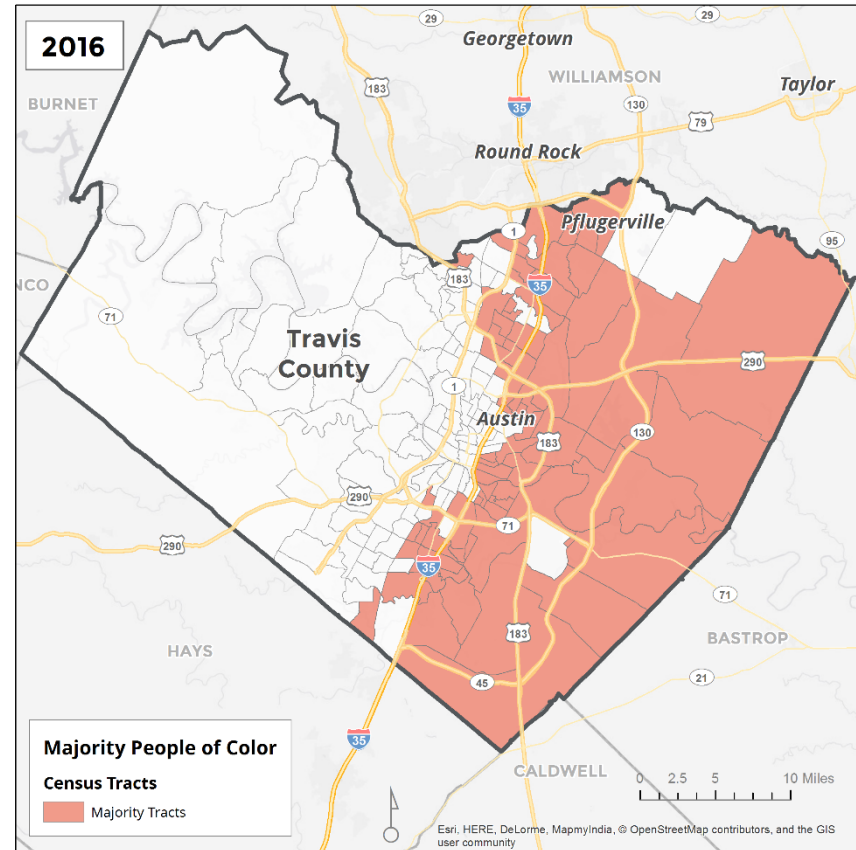 2016
29
29
Georgetown
WILLIAMSON
Taylor
183
130
BURNET
35
79
Round Rock
Pflugerville
1
95
183
35
NCO
71
Travis
County
290
1
Austin
130
183
290
71
290
35
71
183
BASTROP
HAYS
21
45
35
Majority People of Color
Census Tracts
Majority Tracts
CALDWELL
0 2.5 5 10 Miles
Esri, HERE, DeLorme, MapmyIndia, © OpenStreetMap contributors, and the GIS
user community